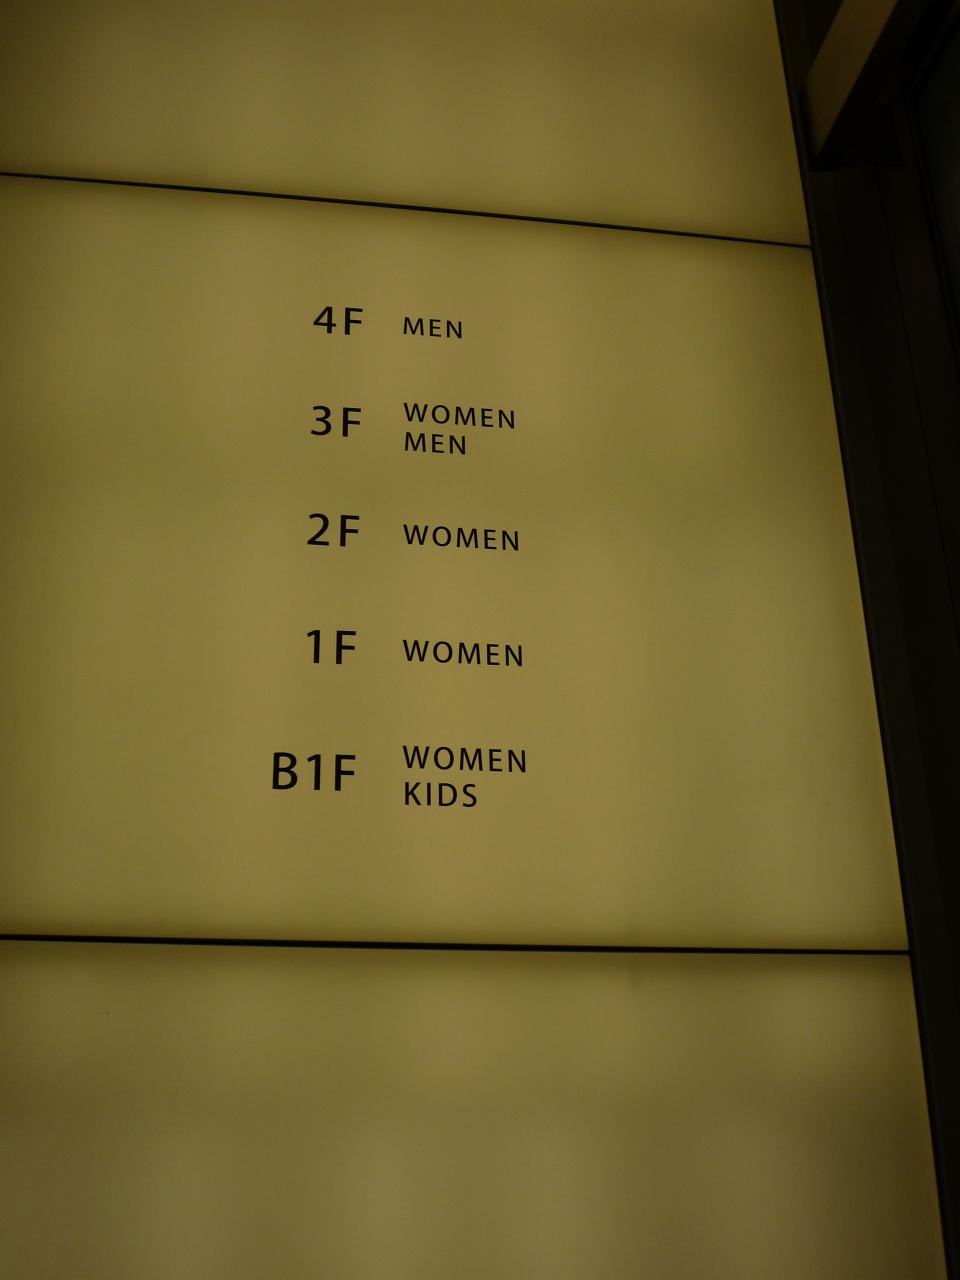 4F MEN
3F WOMEN
MEN
2F WOMEN
1F WOMEN
B1F WOMEN
KIDS